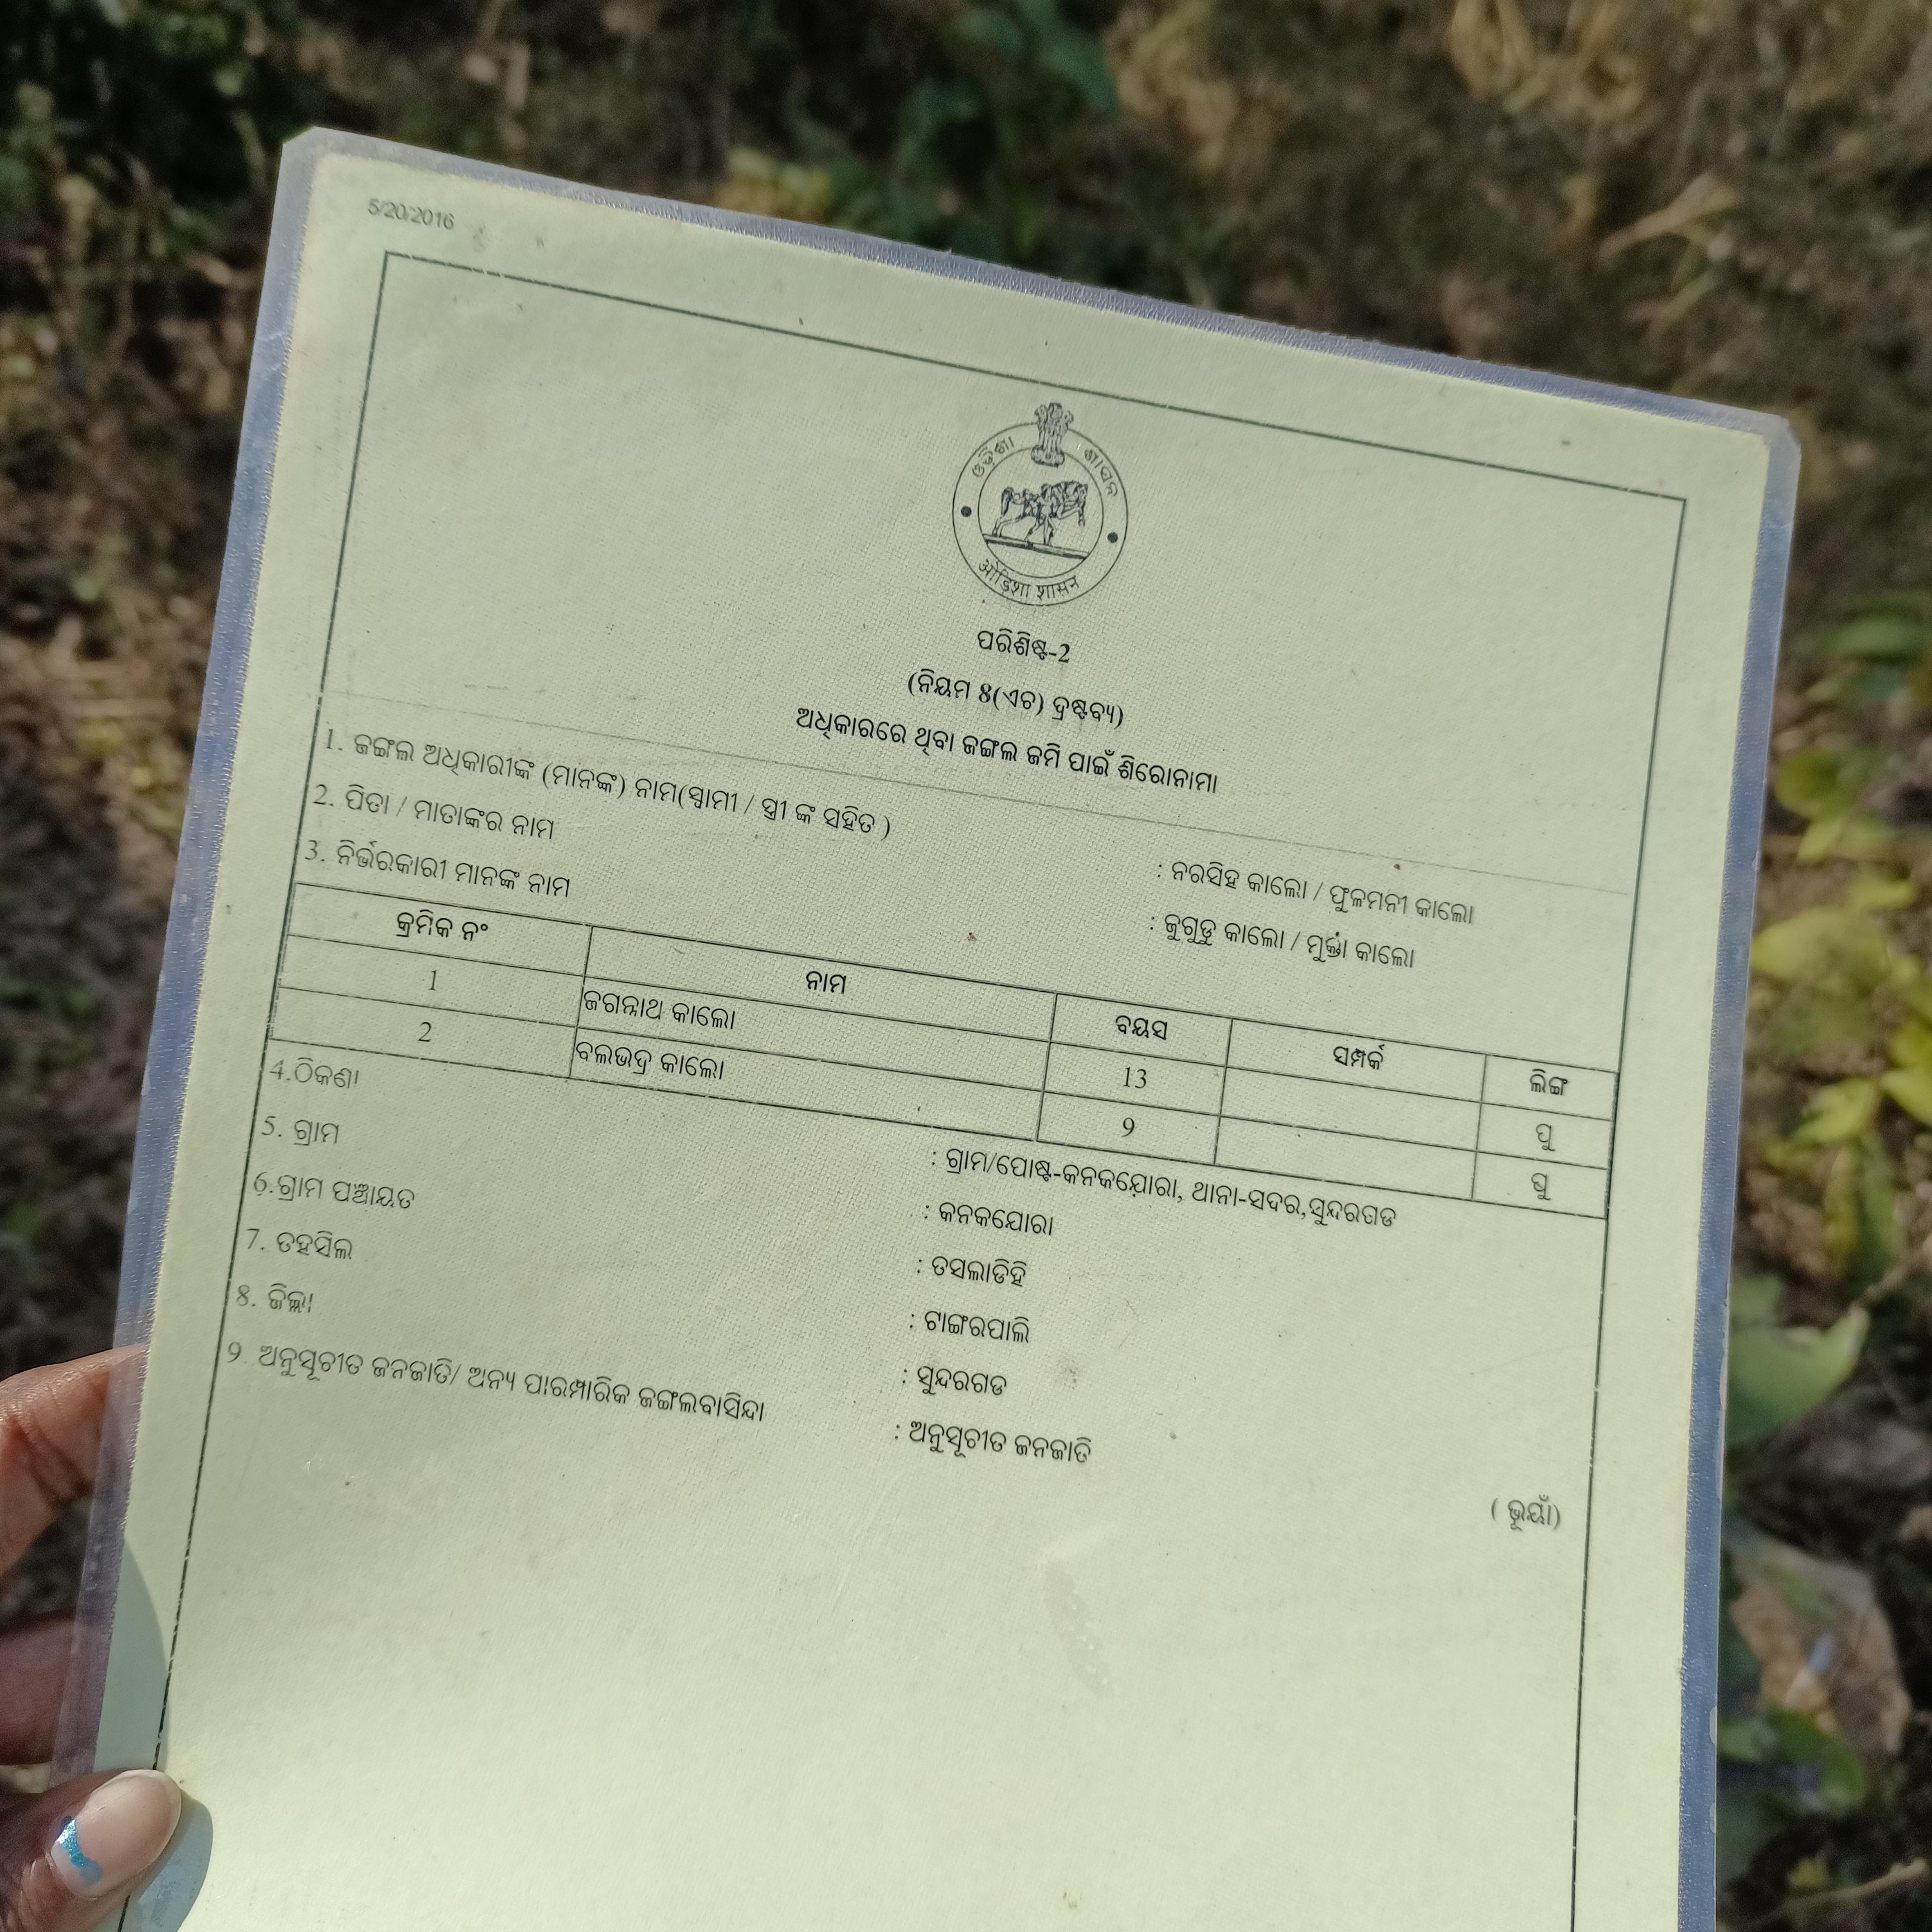 5/20/2016
ଓଡ଼ିଶା ଶାସନ
ओड़िशा शासन
ପରିଶିଷ୍ଟ-2
(ନିୟମ 8(ଏଚ) ଦ୍ରଷ୍ଟବ୍ୟ)
ଅଧିକାରରେ ଥିବା ଜଙ୍ଗଲ ଜମି ପାଇଁ ଶିରୋନାମା
1. ଜଙ୍ଗଲ ଅଧିକାରୀଙ୍କ (ମାନଙ୍କ) ନାମ(ସ୍ୱାମୀ / ସ୍ତ୍ରୀ ଙ୍କ ସହିତ ) : ନରସିହ କାଲୋ / ଫୁଲମନୀ କାଲୋ
2. ପିତା / ମାତାଙ୍କର ନାମ : ଜୁଗୁଡୁ କାଲୋ / ମୁର୍କ୍ତା କାଲୋ
3. ନିର୍ଭରକାରୀ ମାନଙ୍କ ନାମ
କ୍ରମିକ ନଂ ନାମ ବୟସ ସମ୍ପର୍କ ଲିଙ୍ଗ
1 ଜଗନ୍ନାଥ କାଲୋ 13 ପୁ
2 ବଲଭଦ୍ର କାଲୋ 9 ପୁ
4.ଠିକଣା : ଗ୍ରାମ/ପୋଷ୍ଟ-କନକଯୋରା, ଥାନା-ସଦର,ସୁନ୍ଦରଗଡ
5. ଗ୍ରାମ : କନକଯୋରା
6.ଗ୍ରାମ ପଞ୍ଚାୟତ : ତସଲାଡିହି
7. ତହସିଲ : ଟାଙ୍ଗରପାଲି
8. ଜିଲ୍ଲା : ସୁନ୍ଦରଗଡ
9. ଅନୁସୂଚୀତ ଜନଜାତି/ ଅନ୍ୟ ପାରମ୍ପାରିକ ଜଙ୍ଗଲବାସିନ୍ଦା : ଅନୁସୂଚୀତ ଜନଜାତି
( ଭୂୟାଁ)